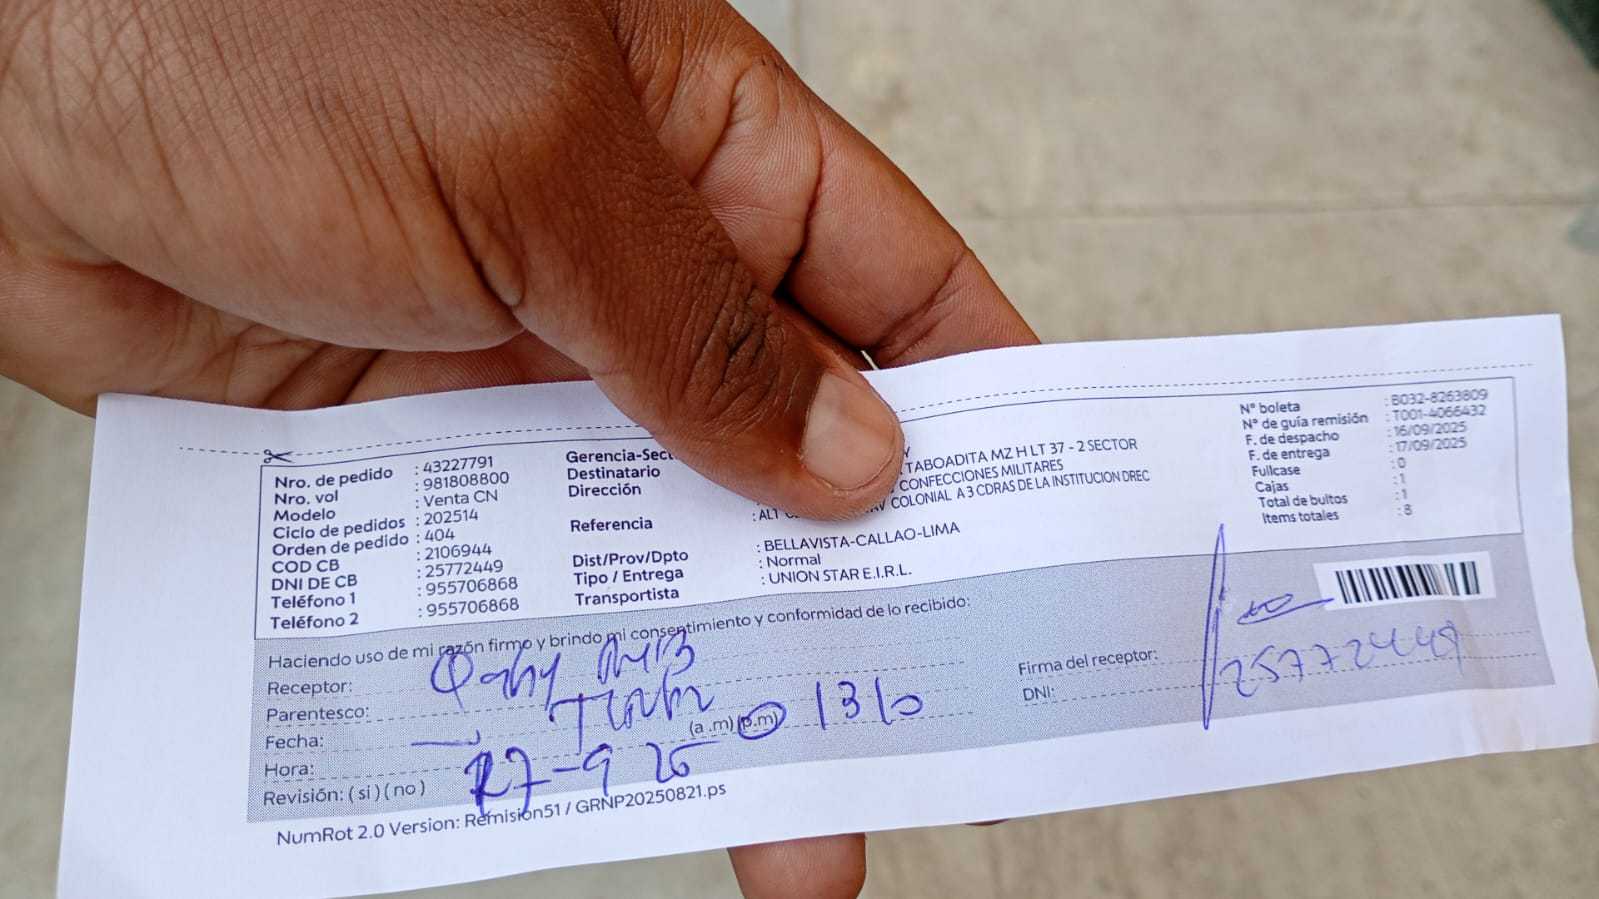 Nro. de pedido : 43227791
Nro. vol : 981808800
Modelo : Venta CN
Ciclo de pedidos : 202514
Orden de pedido : 404
COD CB : 2106944
DNI DE CB : 25772449
Teléfono 1 : 955706868
Teléfono 2 : 955706868
Gerencia-Sect
Destinatario Y
Dirección TABOADITA MZ H LT 37 - 2 SECTOR
CONFECCIONES MILITARES
Referencia : ALT COLONIAL A 3 CDRAS DE LA INSTITUCION DREC
Dist/Prov/Dpto : BELLAVISTA-CALLAO-LIMA
Tipo / Entrega : Normal
Transportista : UNION STAR E.I.R.L.
N° boleta : B032-8263809
N° de guía remisión : T001-4066432
F. de despacho : 16/09/2025
F. de entrega : 17/09/2025
Fullcase : 0
Cajas : 1
Total de bultos : 1
Items totales : 8
Haciendo uso de mi razón firmo y brindo mi consentimiento y conformidad de lo recibido:
Receptor:
Parentesco:
Fecha:
Hora: (a .m) (p.m) 1310
Revisión: ( si ) ( no ) 17-9 25
Firma del receptor:
DNI: 25772449
NumRot 2.0 Version: Remision51 / GRNP20250821.ps